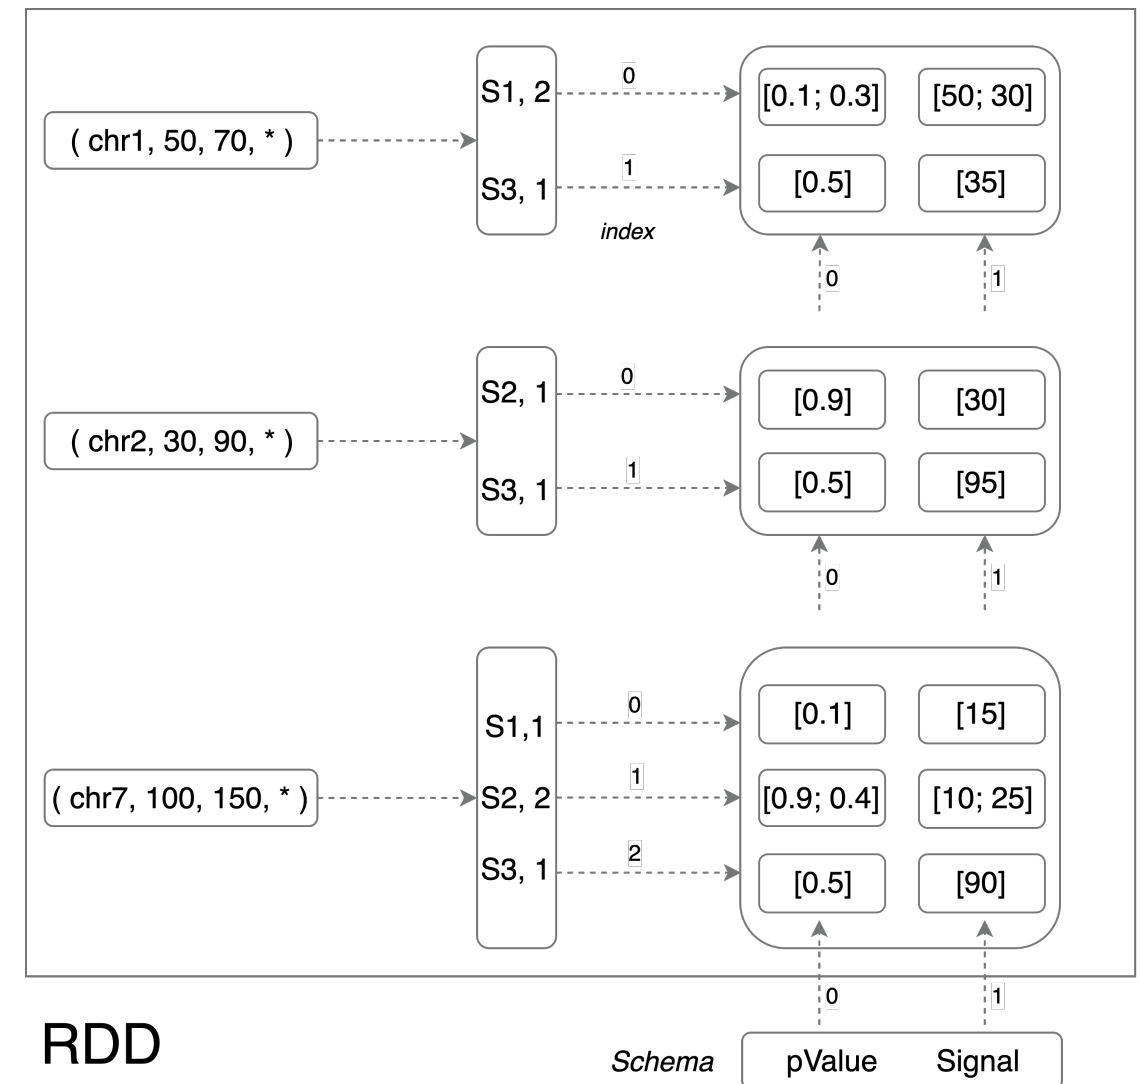 0
S1, 2
[0.1; 0.3]
[50; 30]
( chr1, 50, 70, * )
1
S3, 1
[0.5]
[35]
index
0
1
0
S2, 1
[0.9]
[30]
( chr2, 30, 90, * )
1
S3, 1
[0.5]
[95]
0
1
0
S1,1
[0.1]
[15]
1
( chr7, 100, 150, * )
S2, 2
[0.9; 0.4]
[10; 25]
2
S3, 1
[0.5]
[90]
0
1
RDD
Schema
pValue
Signal